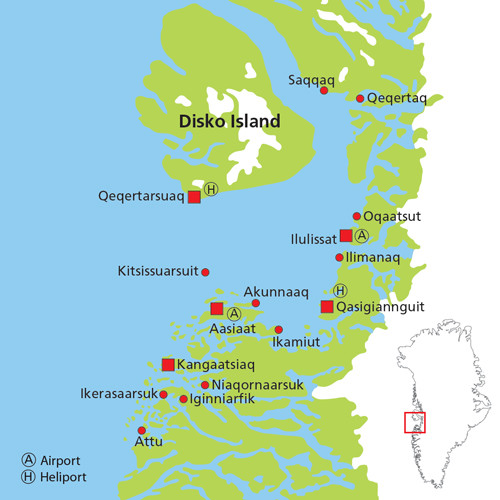 Saqqaq
Qeqertaq
Disko Island
Qeqertarsuaq
H
Oqaatsut
Ilulissat
A
Ilimanaq
Kitsissuarsuit
H
Akunnaaq
Qasigiannguit
A
Aasiaat
Ikamiut
Kangaatsiaq
Niaqornaarsuk
Ikerasaarsuk
Iginniarfik
Attu
A Airport
H Heliport